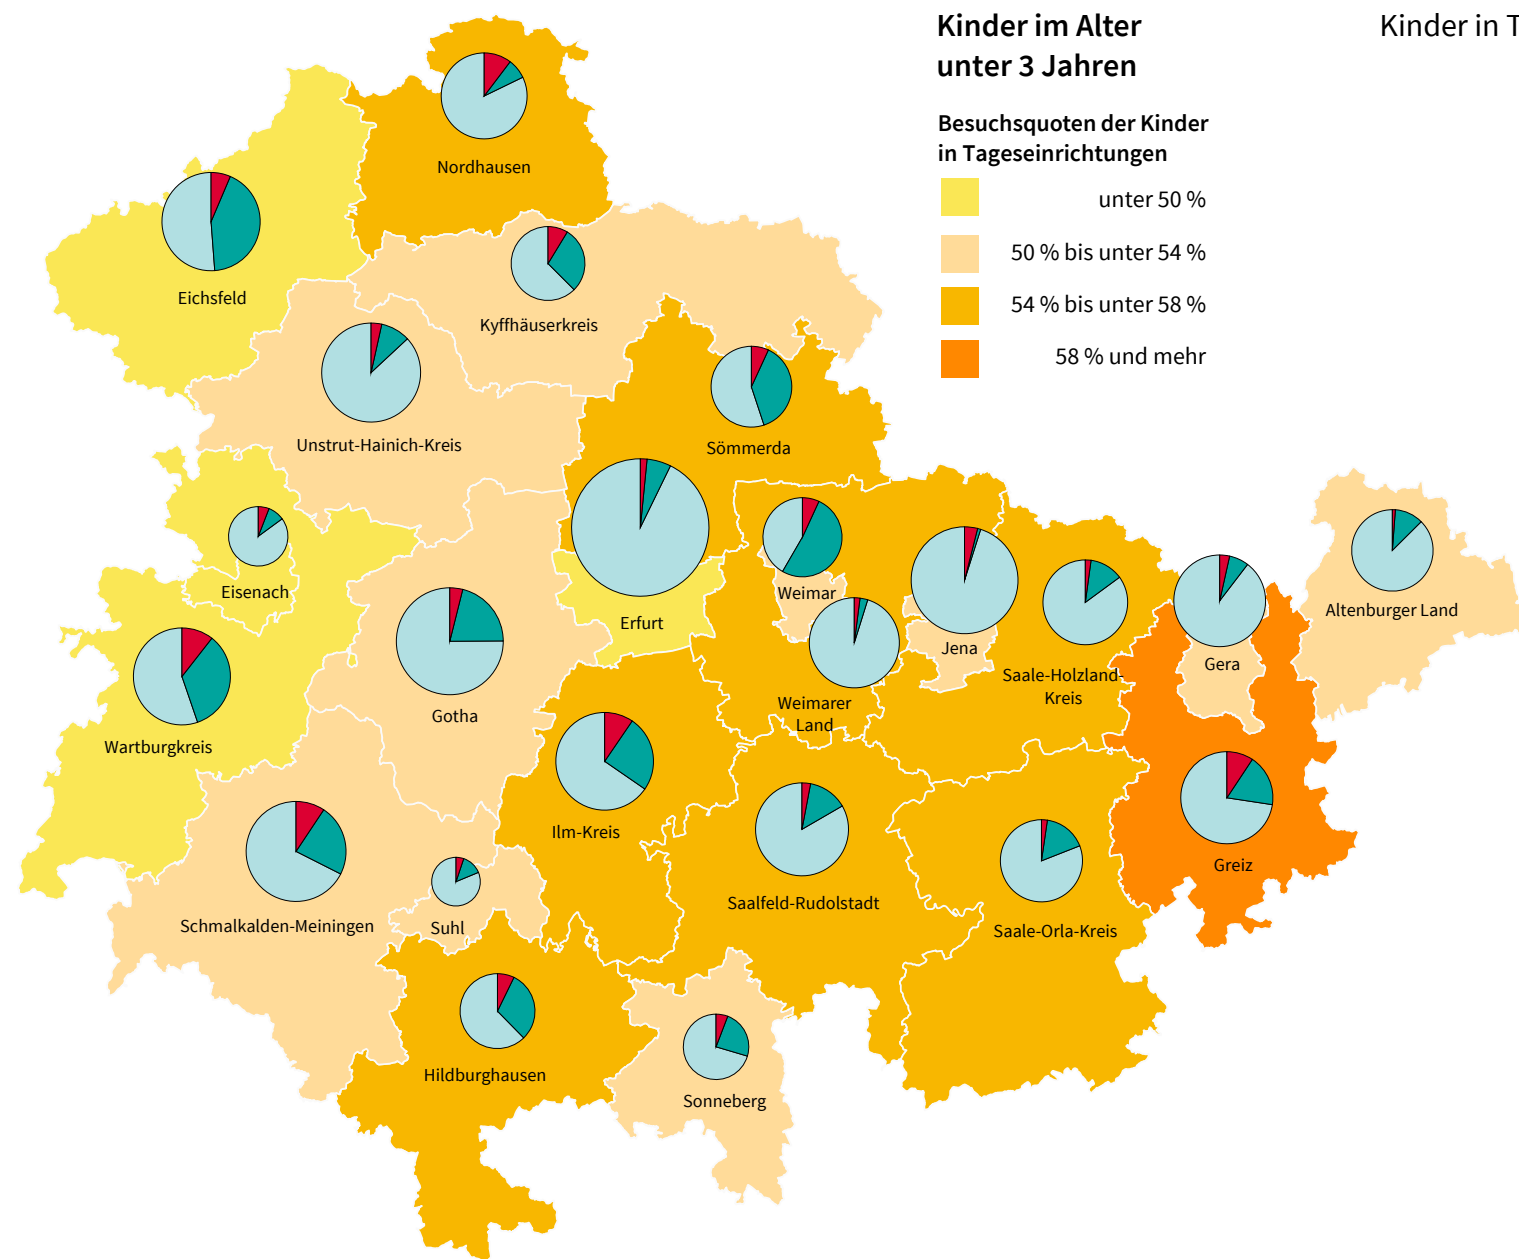 Kinder im Alter
unter 3 Jahren
Kinder in T
Besuchsquoten der Kinder
in Tageseinrichtungen
unter 50 %
50 % bis unter 54 %
54 % bis unter 58 %
58 % und mehr
Nordhausen
Eichsfeld
Kyffhäuserkreis
Unstrut-Hainich-Kreis
Sömmerda
Eisenach
Erfurt
Weimar
Jena
Altenburger Land
Gera
Saale-Holzland-
Kreis
Weimarer
Land
Gotha
Wartburgkreis
Ilm-Kreis
Greiz
Saalfeld-Rudolstadt
Schmalkalden-Meiningen
Suhl
Saale-Orla-Kreis
Hildburghausen
Sonneberg